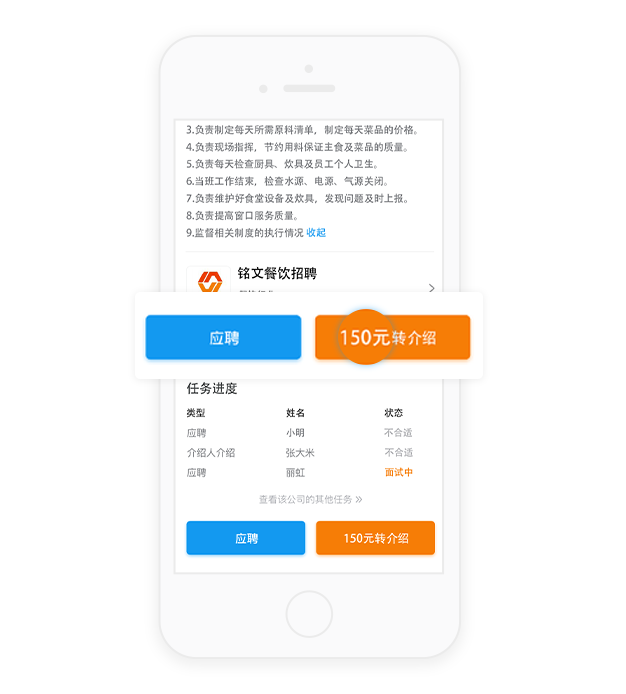 3.负责制定每天所需原料清单，制定每天菜品的价格。
4.负责现场指挥，节约用料保证主食及菜品的质量。
5.负责每天检查厨具、炊具及员工个人卫生。
6.当班工作结束，检查水源、电源、气源关闭。
7.负责维护好食堂设备及炊具，发现问题及时上报。
8.负责提高窗口服务质量。
9.监督相关制度的执行情况 收起
铭文餐饮招聘
应聘 150元转介绍
任务进度
类型 姓名 状态
应聘 小明 不合适
介绍人介绍 张大米 不合适
应聘 丽虹 面试中
查看该公司的其他任务 »
应聘 150元转介绍